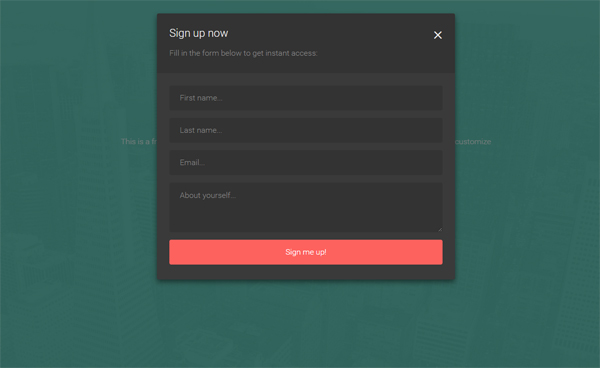 Sign up now
Fill in the form below to get instant access:
First name...
Last name...
Email...
This is a
customize
About yourself...
Sign me up!